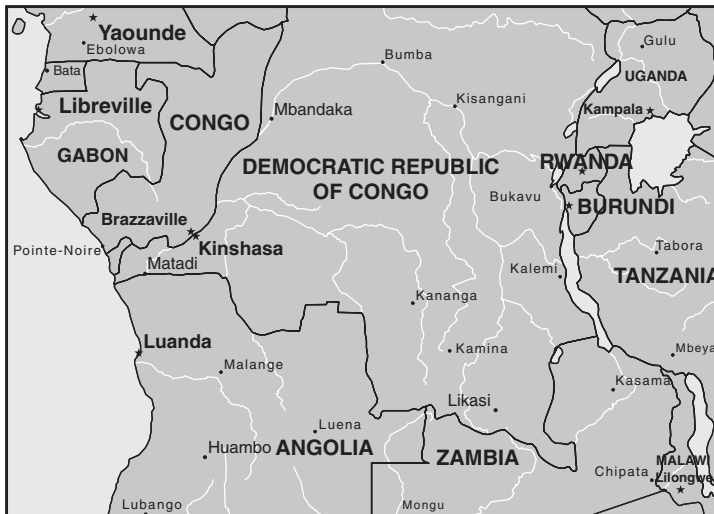 Yaounde
Ebolowa
Bumba
Gulu
Bata
UGANDA
Libreville
CONGO
Mbandaka
Kisangani
Kampala
GABON
DEMOCRATIC REPUBLIC
OF CONGO
RWANDA
Bukavu
BURUNDI
Brazzaville
Kinshasa
Pointe-Noire
Matadi
Kalemi
Tabora
TANZANIA
Kananga
Luanda
Malange
Kamina
Mbeya
Kasama
Likasi
Luena
Huambo
ANGOLIA
ZAMBIA
MALAWI
Chipata
Lilongwe
Lubango
Mongu